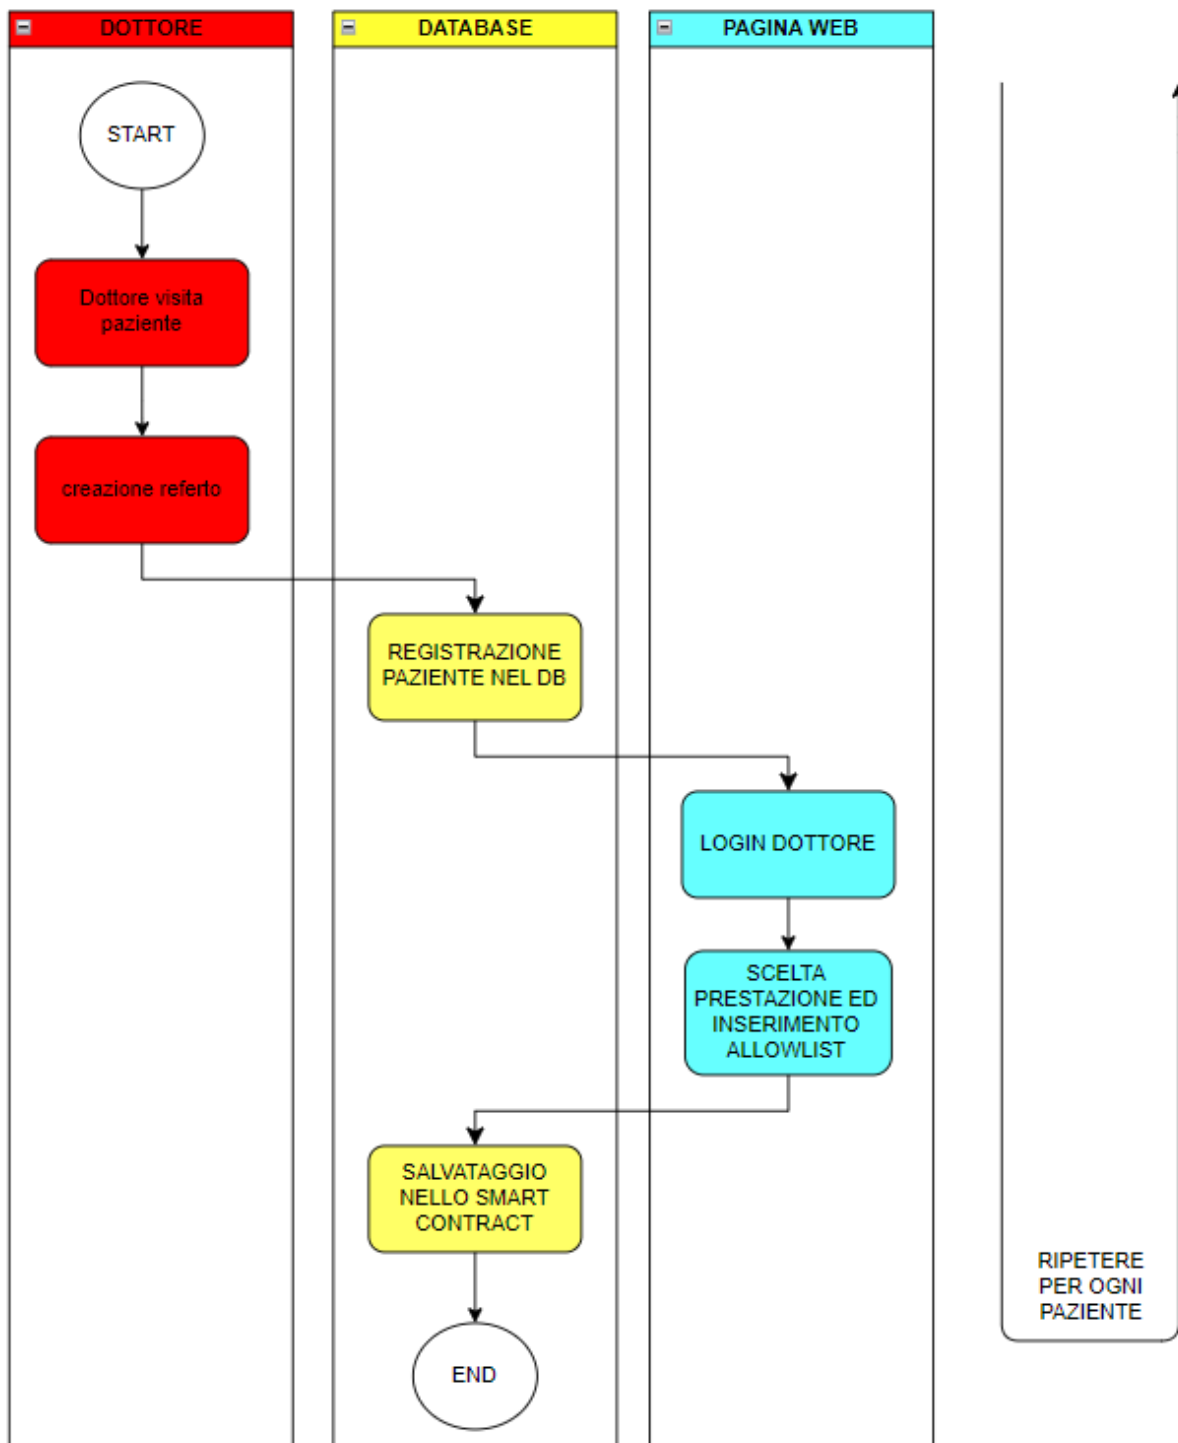 DOTTORE
DATABASE
PAGINA WEB
START
Dottore visita
paziente
creazione referto
REGISTRAZIONE
PAZIENTE NEL DB
LOGIN DOTTORE
SCELTA
PRESTAZIONE ED
INSERIMENTO
ALLOWLIST
SALVATAGGIO
NELLO SMART
CONTRACT
END
RIPETERE
PER OGNI
PAZIENTE